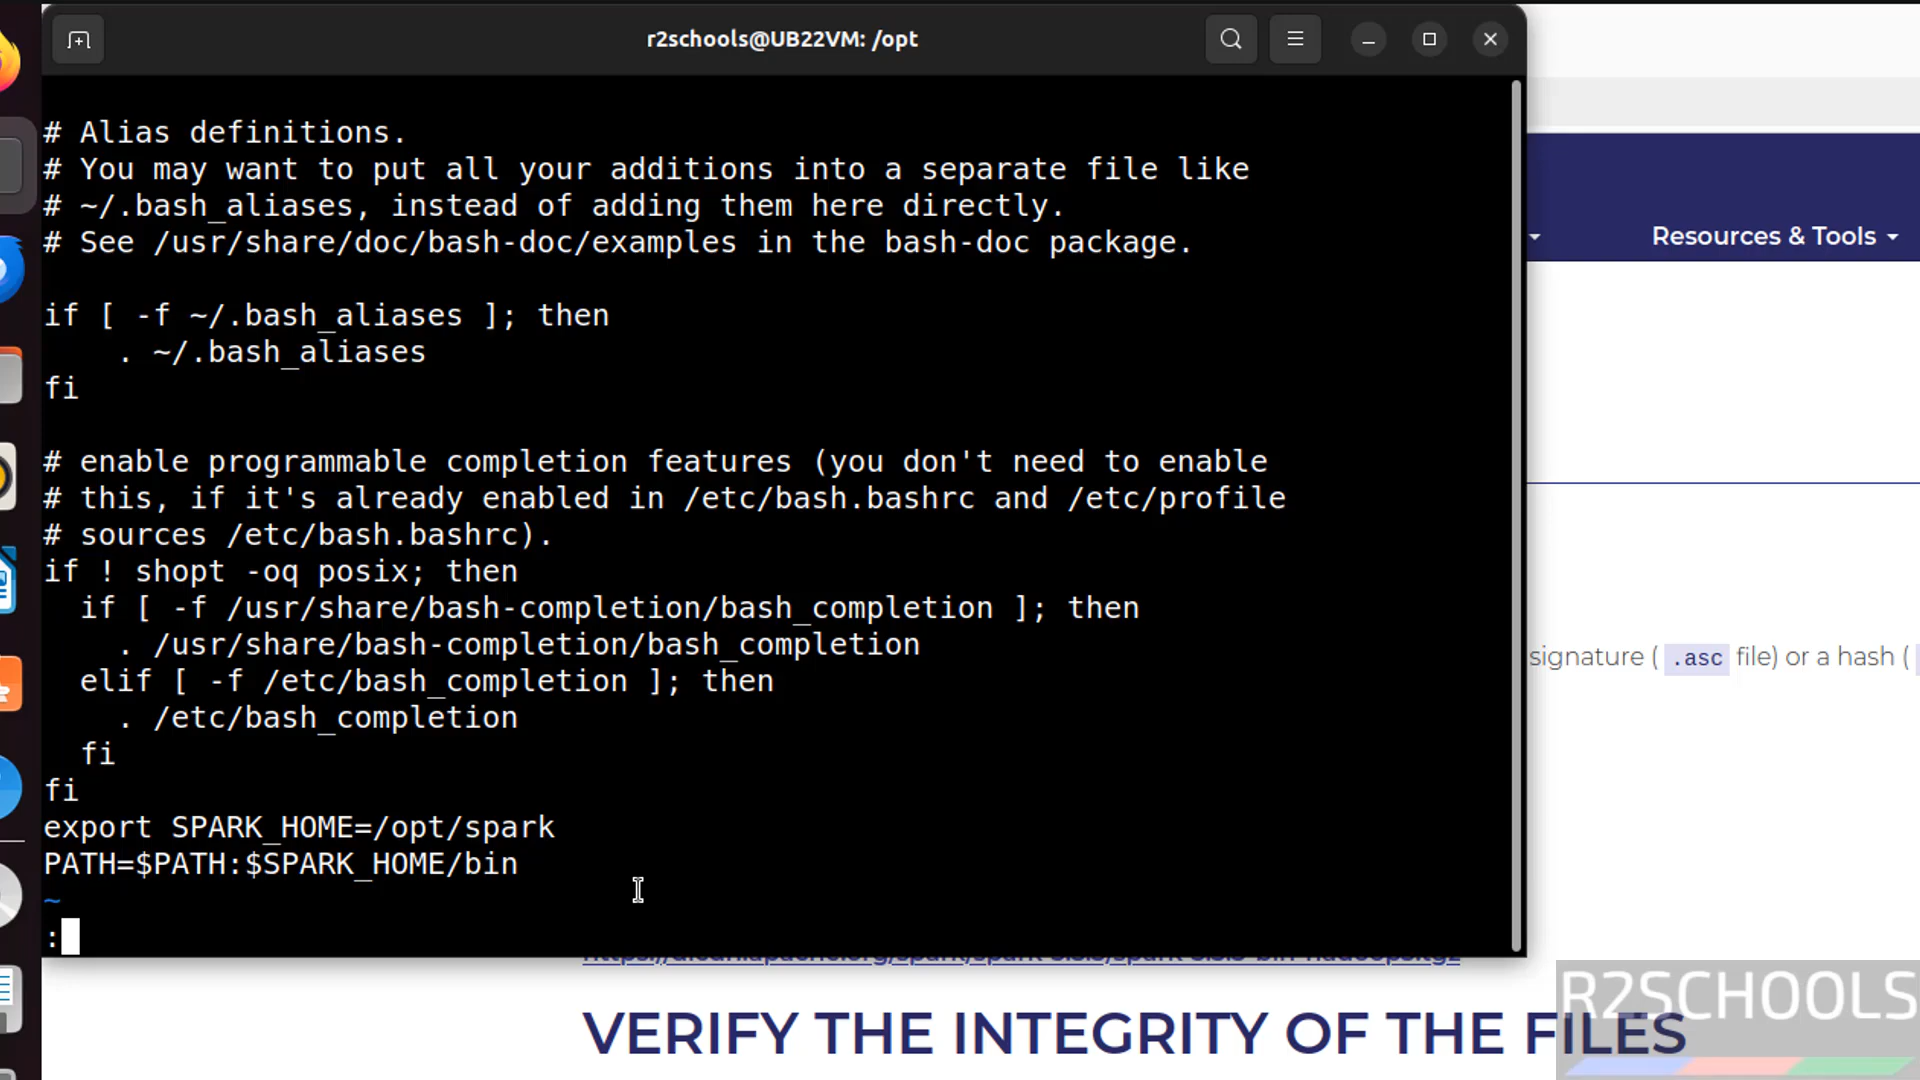 r2schools@UB22VM: /opt
# Alias definitions.
# You may want to put all your additions into a separate file like
# ~/.bash_aliases, instead of adding them here directly.
# See /usr/share/doc/bash-doc/examples in the bash-doc package.
if [ -f ~/.bash_aliases ]; then
    . ~/.bash_aliases
fi
# enable programmable completion features (you don't need to enable
# this, if it's already enabled in /etc/bash.bashrc and /etc/profile
# sources /etc/bash.bashrc).
if ! shopt -oq posix; then
  if [ -f /usr/share/bash-completion/bash_completion ]; then
    . /usr/share/bash-completion/bash_completion
  elif [ -f /etc/bash_completion ]; then
    . /etc/bash_completion
  fi
fi
export SPARK_HOME=/opt/spark
PATH=$PATH:$SPARK_HOME/bin
~
:
Resources & Tools
signature ( .asc file) or a hash (
VERIFY THE INTEGRITY OF THE FILES
R2SCHOOLS